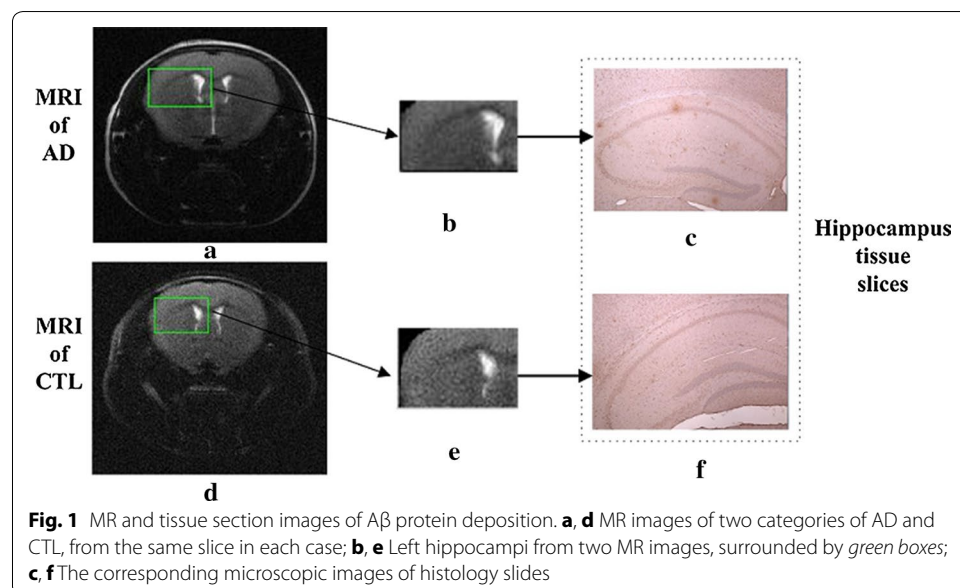 MRI
of
AD
a
b
c
Hippocampus
tissue
slices
MRI
of
CTL
d
e
f
Fig. 1 MR and tissue section images of Aβ protein deposition. a, d MR images of two categories of AD and
CTL, from the same slice in each case; b, e Left hippocampi from two MR images, surrounded by green boxes;
c, f The corresponding microscopic images of histology slides